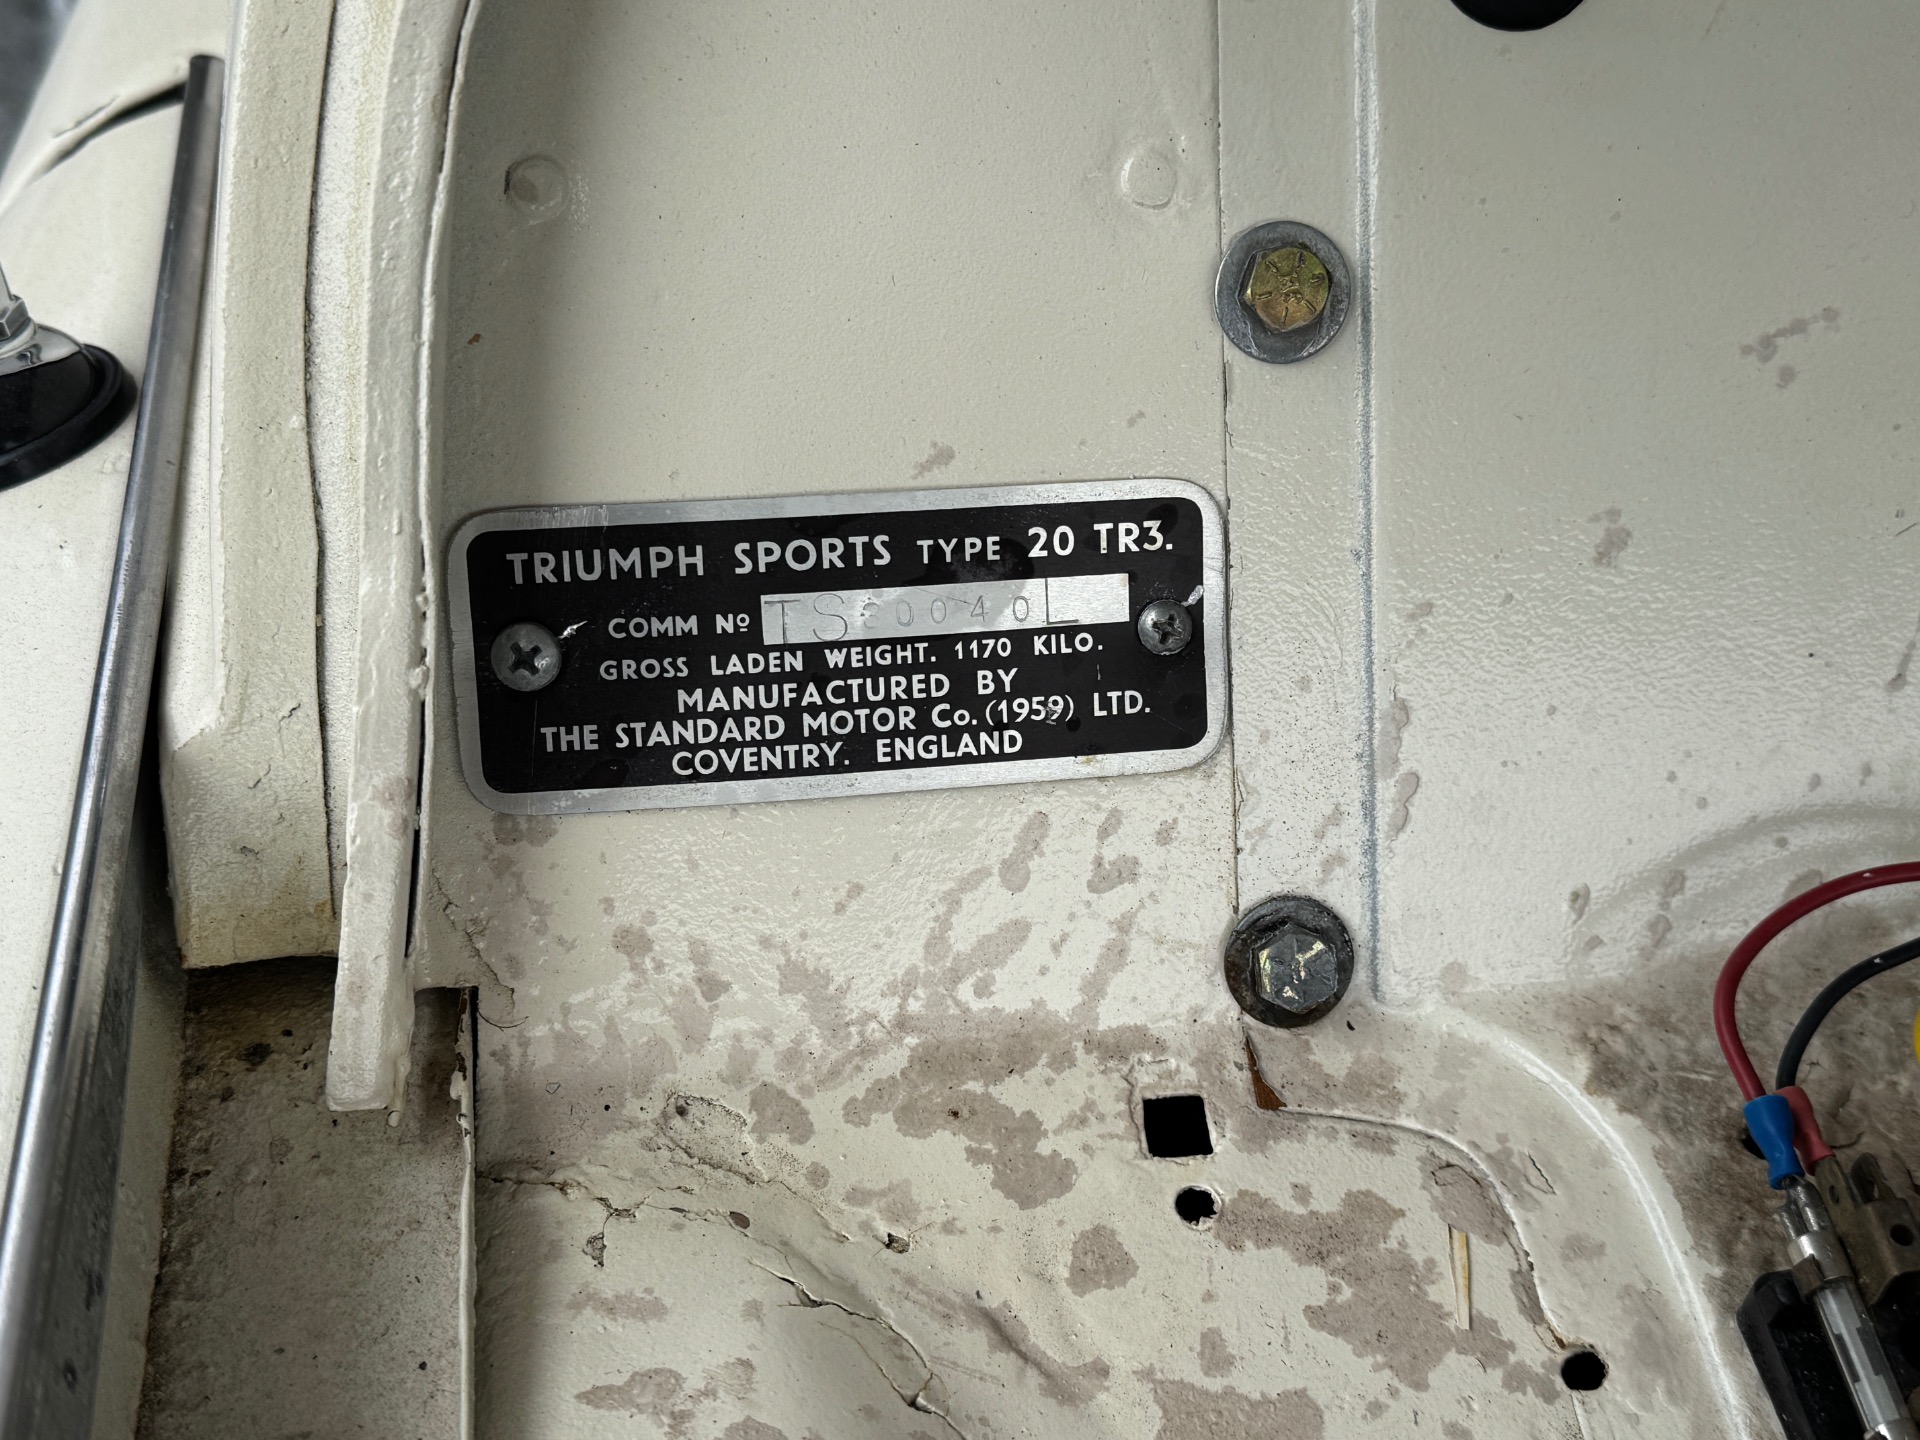 TRIUMPH SPORTS TYPE 20 TR3.
COMM Nº TS80040L
GROSS LADEN WEIGHT. 1170 KILO.
MANUFACTURED BY
THE STANDARD MOTOR Co. (1959) LTD.
COVENTRY. ENGLAND